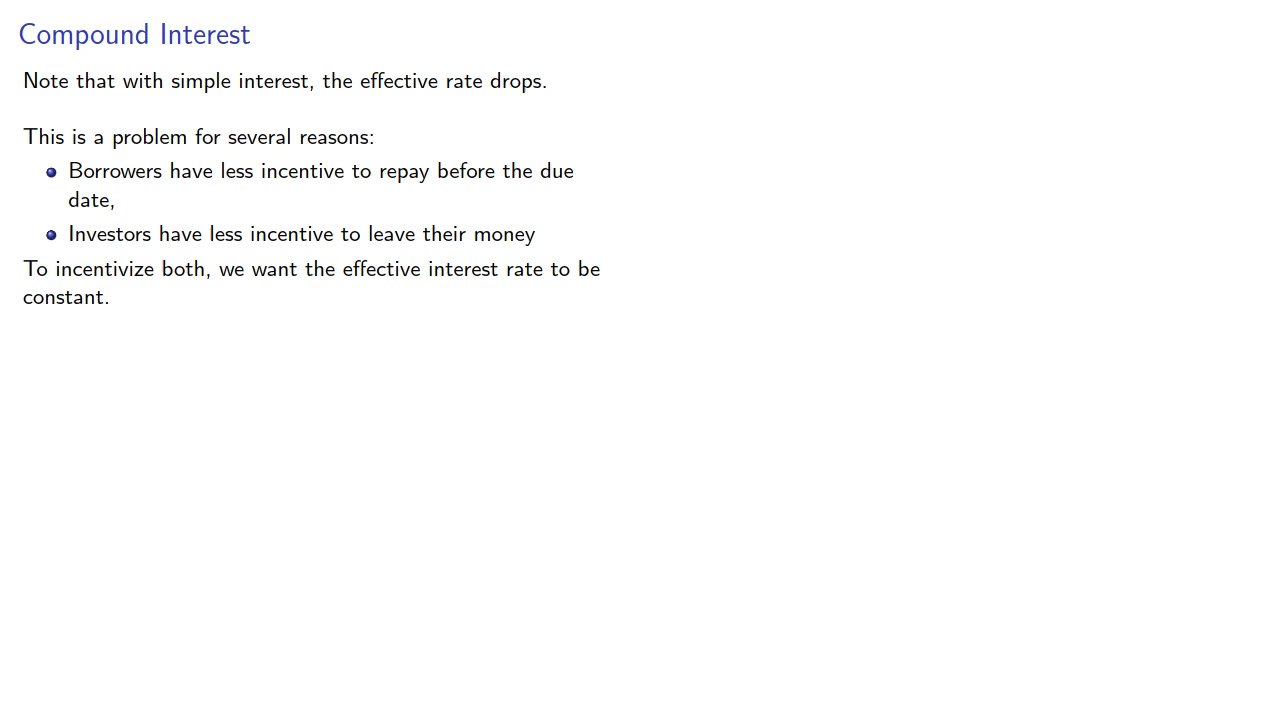 Compound Interest
Note that with simple interest, the effective rate drops.
This is a problem for several reasons:
Borrowers have less incentive to repay before the due
date,
Investors have less incentive to leave their money
To incentivize both, we want the effective interest rate to be
constant.